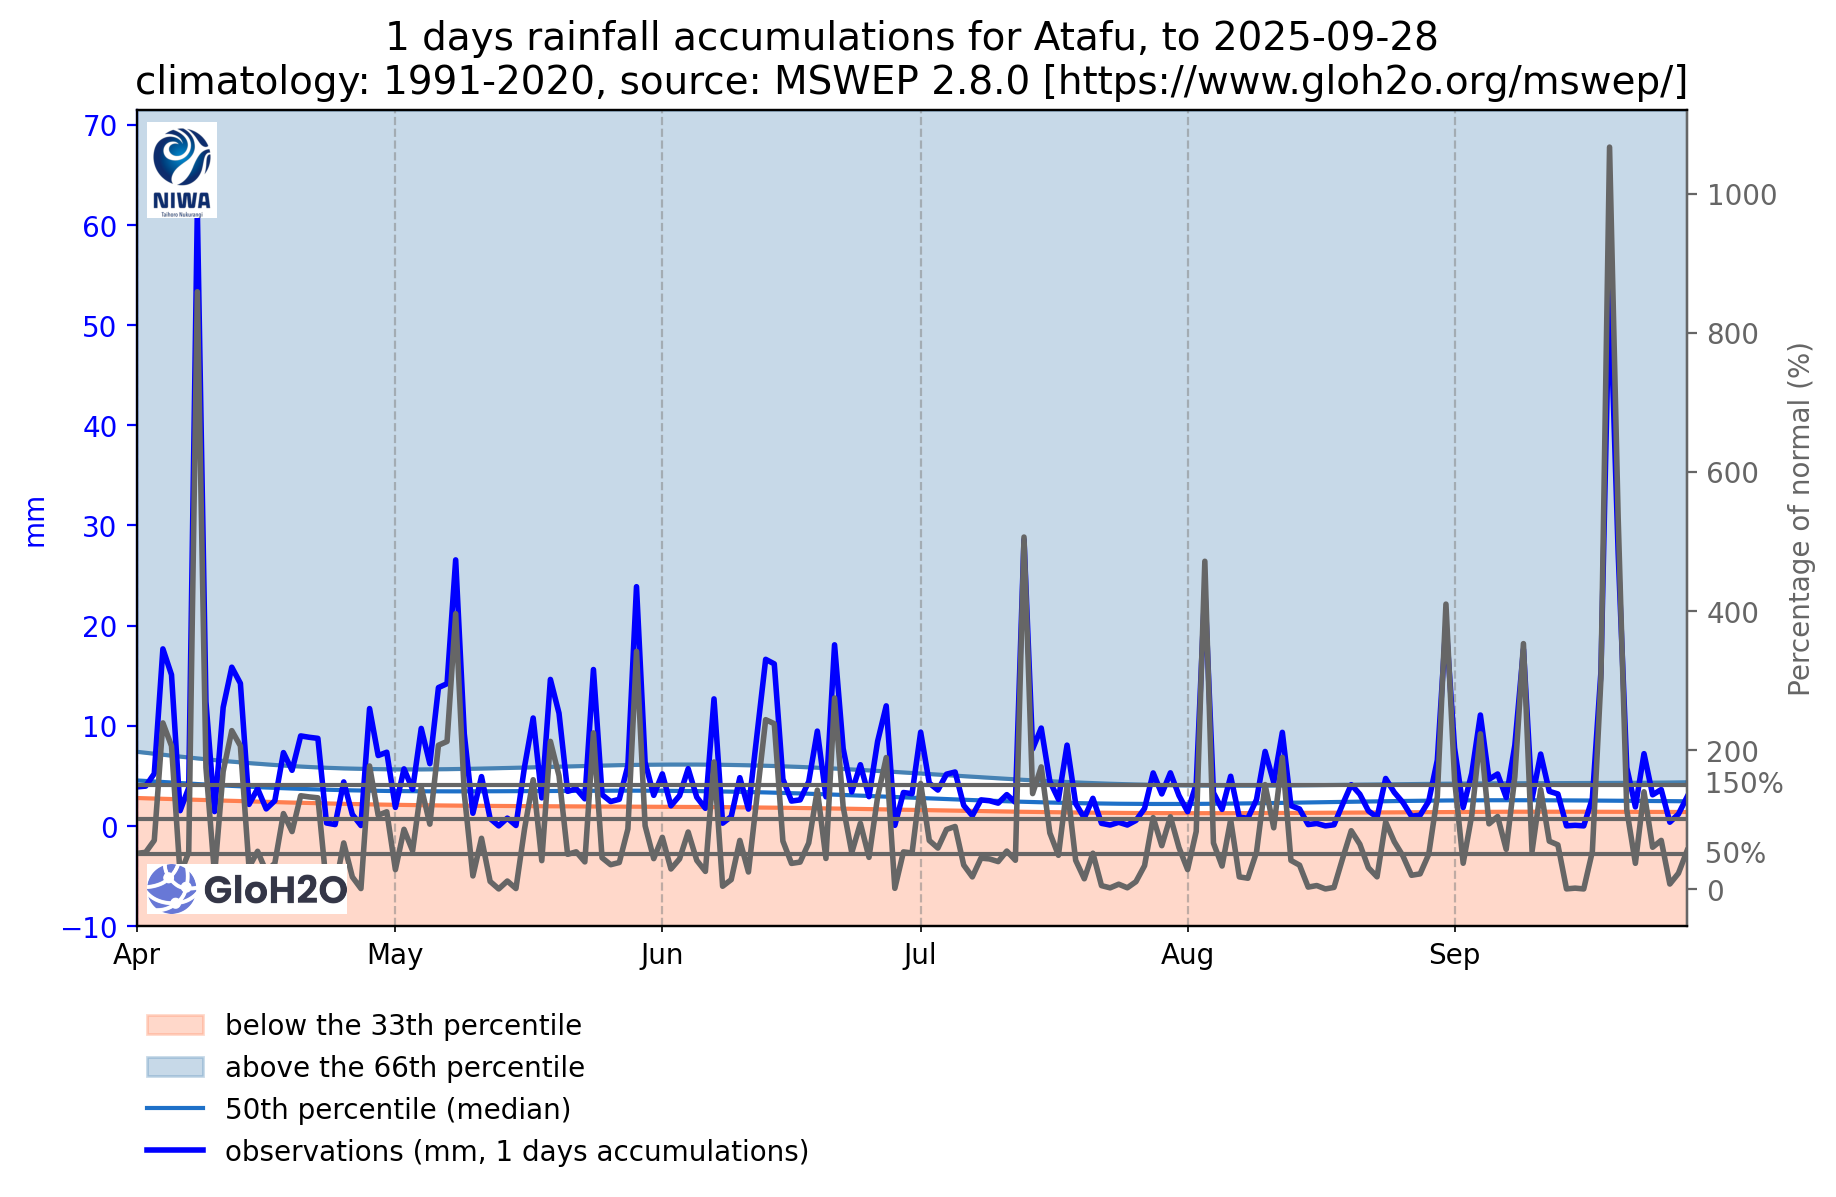 1 days rainfall accumulations for Atafu, to 2025-09-28
climatology: 1991-2020, source: MSWEP 2.8.0 [https://www.gloh2o.org/mswep/]
70
60
50
40
30
20
10
0
−10
mm
NIWA
Taihoro Nukurangi
GloH2O
1000
800
600
400
200
150%
50%
0
Percentage of normal (%)
Apr
May
Jun
Jul
Aug
Sep
below the 33th percentile
above the 66th percentile
50th percentile (median)
observations (mm, 1 days accumulations)